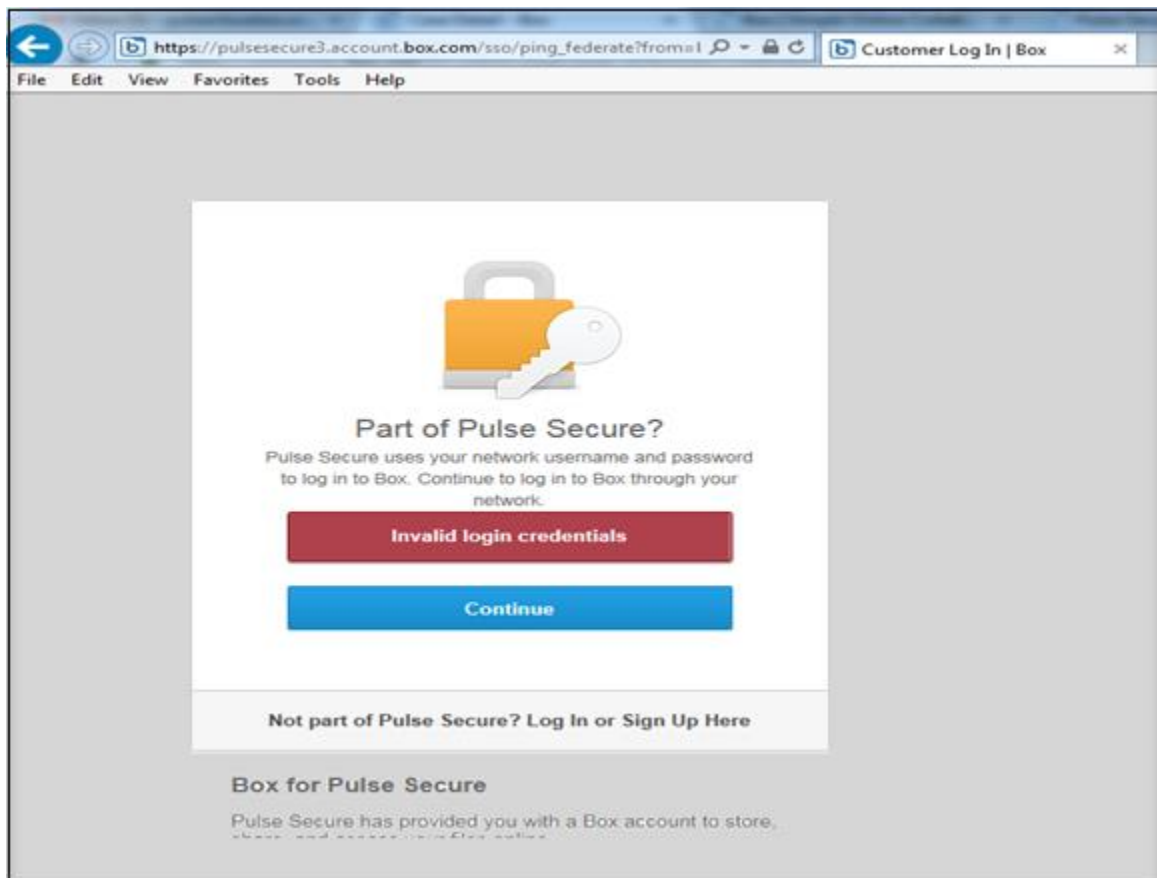 https://pulsesecure3.account.box.com/sso/ping_federate?from=l
Customer Log In | Box
File Edit View Favorites Tools Help
Part of Pulse Secure?
Pulse Secure uses your network username and password
to log in to Box. Continue to log in to Box through your
network.
Invalid login credentials
Continue
Not part of Pulse Secure? Log In or Sign Up Here
Box for Pulse Secure
Pulse Secure has provided you with a Box account to store,